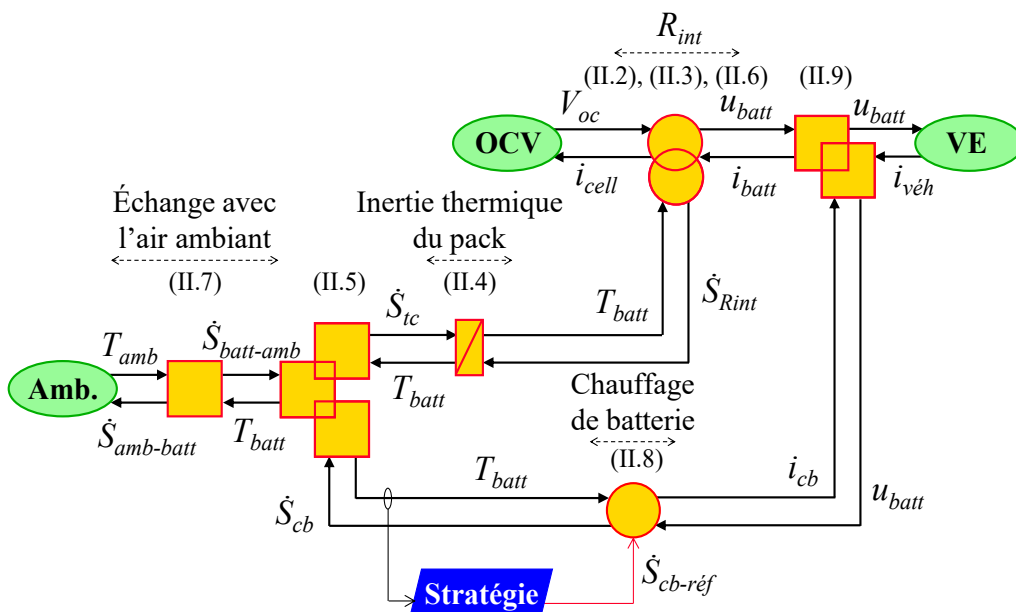 R_int
(II.2), (II.3), (II.6) (II.9)
V_oc u_batt u_batt
OCV VE
i_cell i_batt i_véh
Échange avec
l’air ambiant
(II.7)
Inertie thermique
du pack
(II.4)
(II.5)
Ṡ_tc T_batt Ṡ_Rint
T_amb Ṡ_batt-amb
Amb.
T_batt
Ṡ_amb-batt T_batt
Chauffage
de batterie
(II.8)
T_batt i_cb
Ṡ_cb u_batt
Stratégie Ṡ_cb-réf